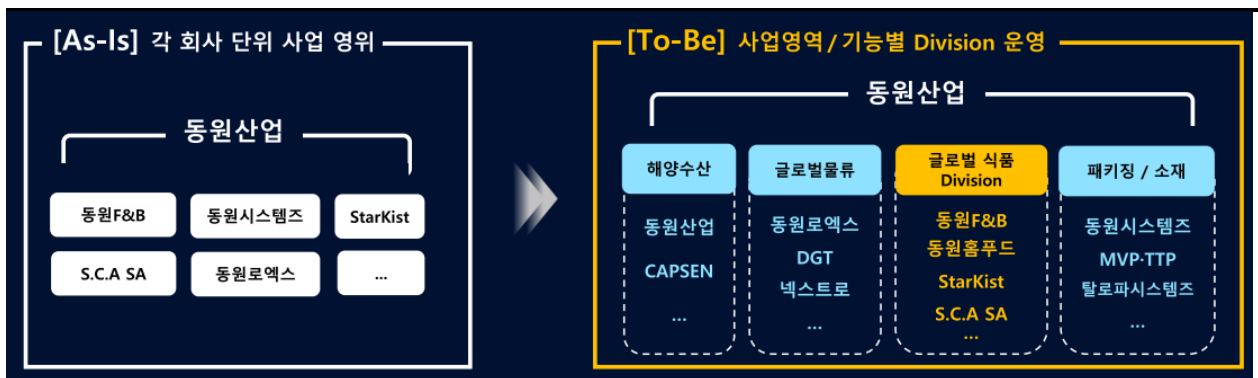 [As-Is] 각 회사 단위 사업 영위
동원산업
동원F&B
동원시스템즈
StarKist
S.C.A SA
동원로엑스
...
[To-Be] 사업영역/기능별 Division 운영
동원산업
해양수산
동원산업
CAPSEN
...
글로벌물류
동원로엑스
DGT
넥스트로
...
글로벌 식품
Division
동원F&B
동원홈푸드
StarKist
S.C.A SA
...
패키징 / 소재
동원시스템즈
MVP·TTP
탈로파시스템즈
...